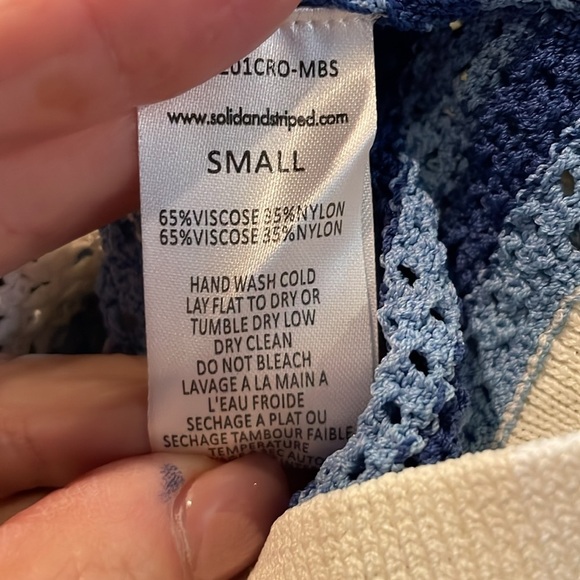 201CRO-MBS
www.solidandstriped.com
SMALL
65%VISCOSE 35%NYLON
65%VISCOSE 35%NYLON
HAND WASH COLD
LAY FLAT TO DRY OR
TUMBLE DRY LOW
DRY CLEAN
DO NOT BLEACH
LAVAGE A LA MAIN A
L'EAU FROIDE
SECHAGE A PLAT OU
SECHAGE TAMBOUR FAIBLE
TEMPERATURE